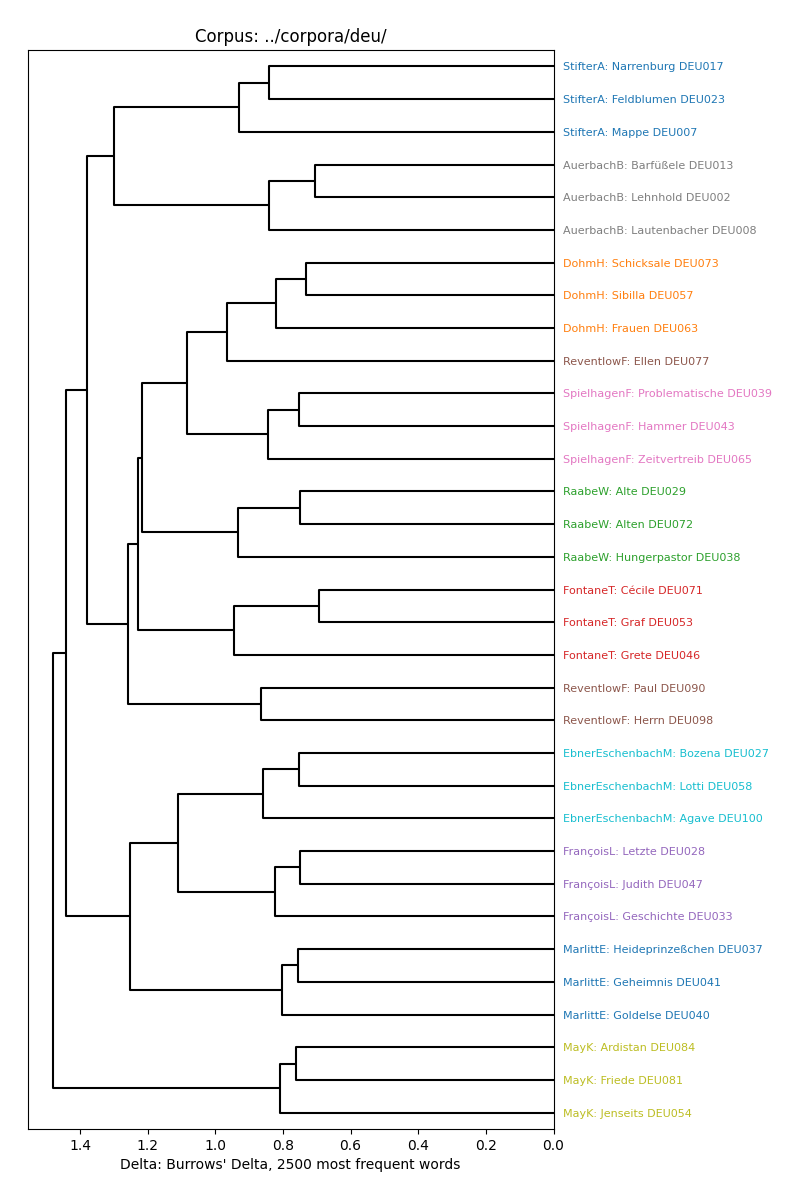 Corpus: ../corpora/deu/
StifterA: Narrenburg DEU017
StifterA: Feldblumen DEU023
StifterA: Mappe DEU007
AuerbachB: Barfüßele DEU013
AuerbachB: Lehnhold DEU002
AuerbachB: Lautenbacher DEU008
DohmH: Schicksale DEU073
DohmH: Sibilla DEU057
DohmH: Frauen DEU063
ReventlowF: Ellen DEU077
SpielhagenF: Problematische DEU039
SpielhagenF: Hammer DEU043
SpielhagenF: Zeitvertreib DEU065
RaabeW: Alte DEU029
RaabeW: Alten DEU072
RaabeW: Hungerpastor DEU038
FontaneT: Cécile DEU071
FontaneT: Graf DEU053
FontaneT: Grete DEU046
ReventlowF: Paul DEU090
ReventlowF: Herrn DEU098
EbnerEschenbachM: Bozena DEU027
EbnerEschenbachM: Lotti DEU058
EbnerEschenbachM: Agave DEU100
FrançoisL: Letzte DEU028
FrançoisL: Judith DEU047
FrançoisL: Geschichte DEU033
MarlittE: Heideprinzeßchen DEU037
MarlittE: Geheimnis DEU041
MarlittE: Goldelse DEU040
MayK: Ardistan DEU084
MayK: Friede DEU081
MayK: Jenseits DEU054
1.4 1.2 1.0 0.8 0.6 0.4 0.2 0.0
Delta: Burrows' Delta, 2500 most frequent words